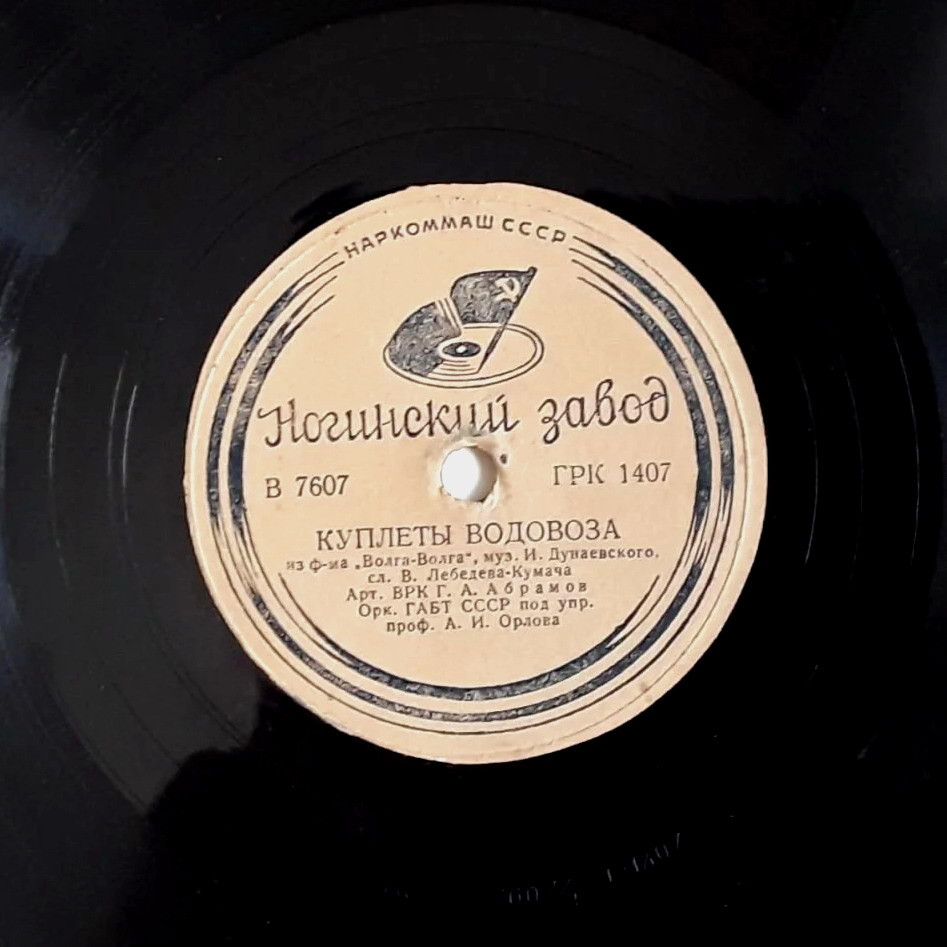 НАРКОММАШ СССР
Ногинский завод
В 7607 ГРК 1407
КУПЛЕТЫ ВОДОВОЗА
из ф-ма „Волга-Волга“, муз. И. Дунаевского,
сл. В. Лебедева-Кумача
Арт. ВРК Г. А. Абрамов
Орк. ГАБТ СССР под упр.
проф. А. И. Орлова